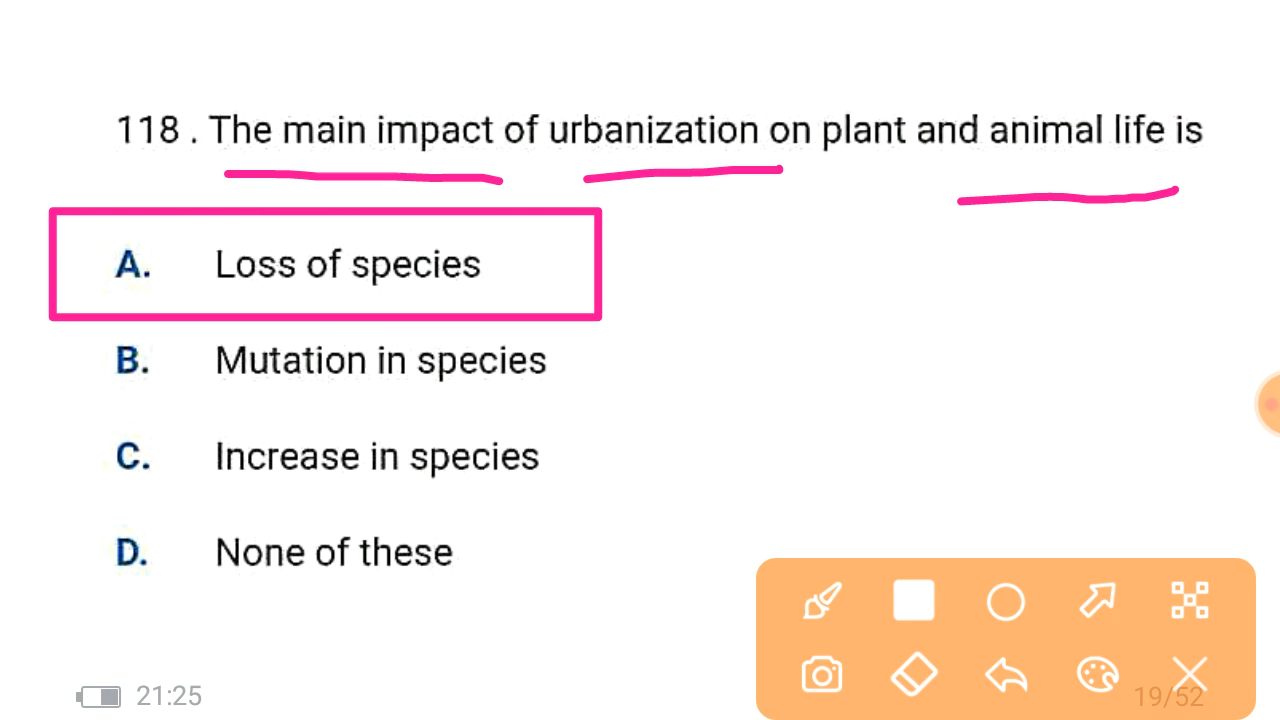 118 . The main impact of urbanization on plant and animal life is
A. Loss of species
B. Mutation in species
C. Increase in species
D. None of these
21:25
19/52